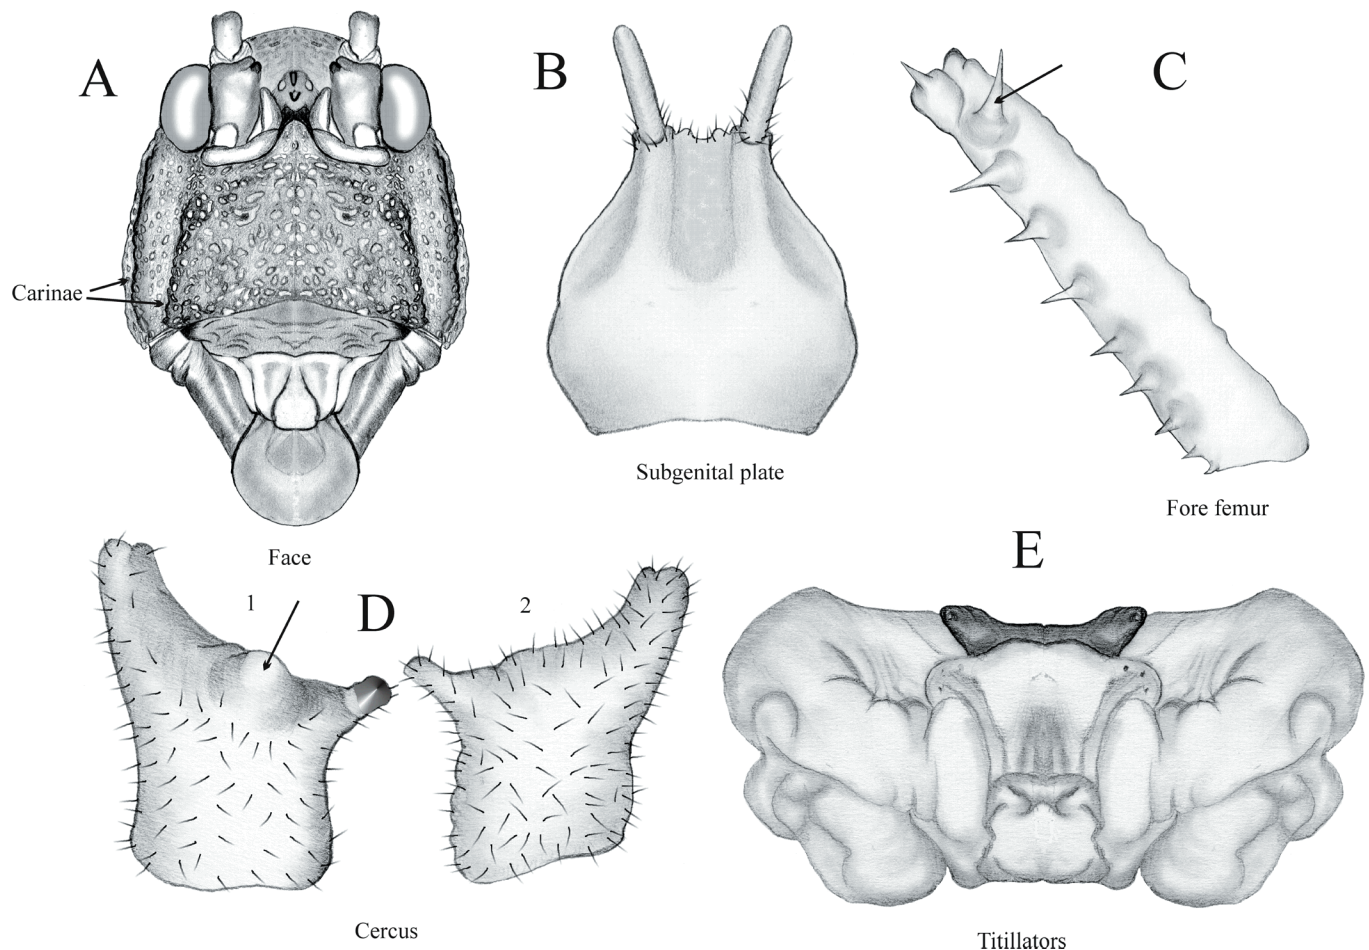 A
B
C
Carinae
Subgenital plate
Fore femur
Face
1
D
2
E
Cercus
Titillators